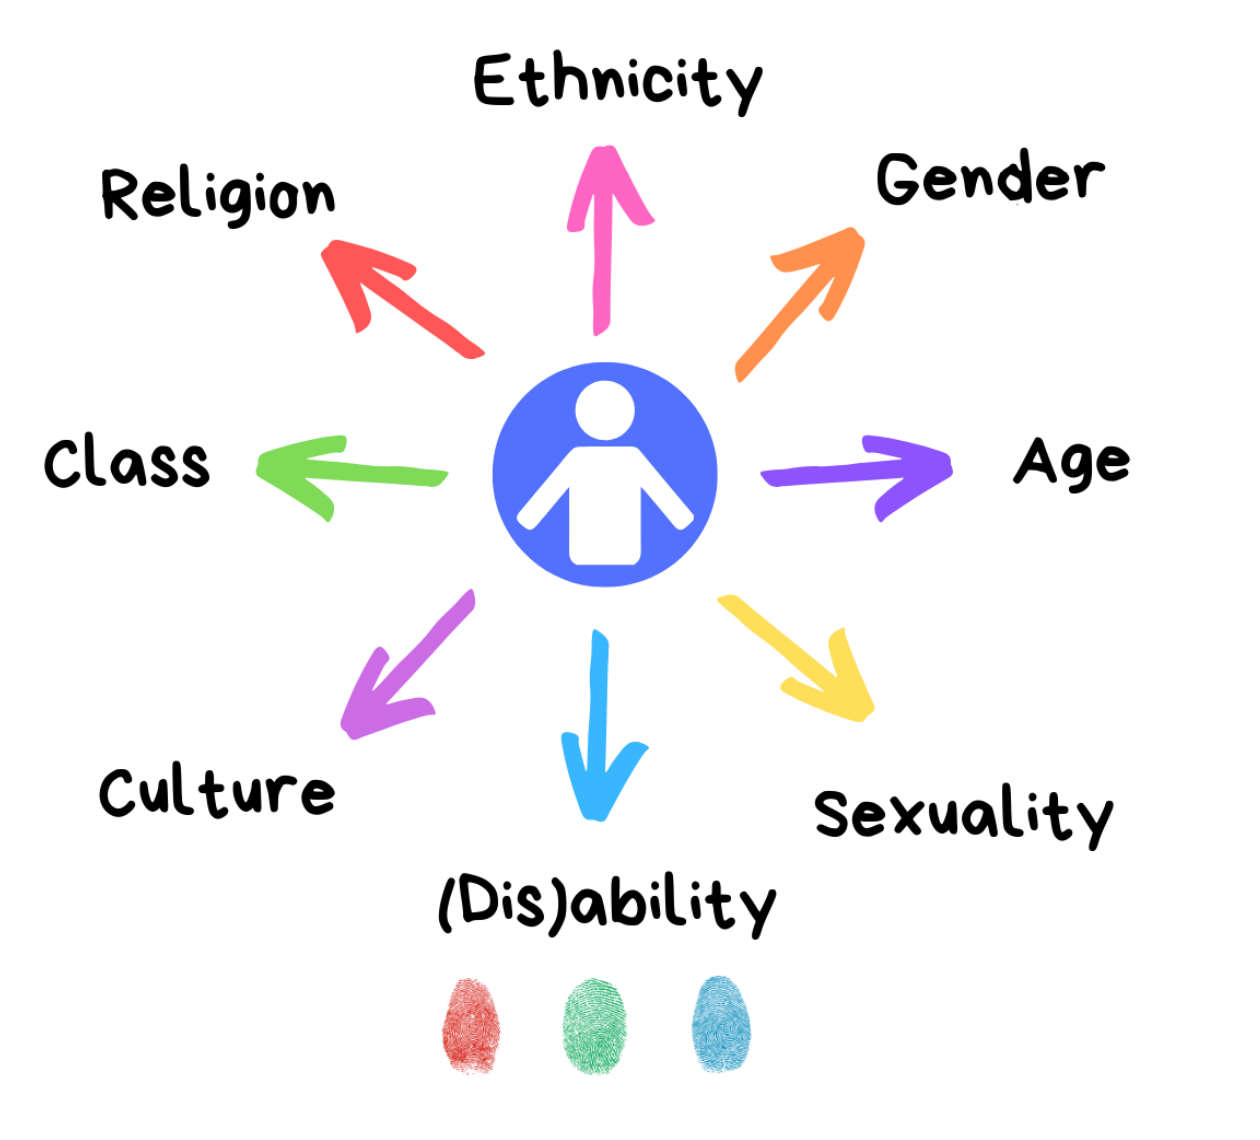 Ethnicity
Gender
Religion
Class
Age
Culture
Sexuality
(Dis)ability